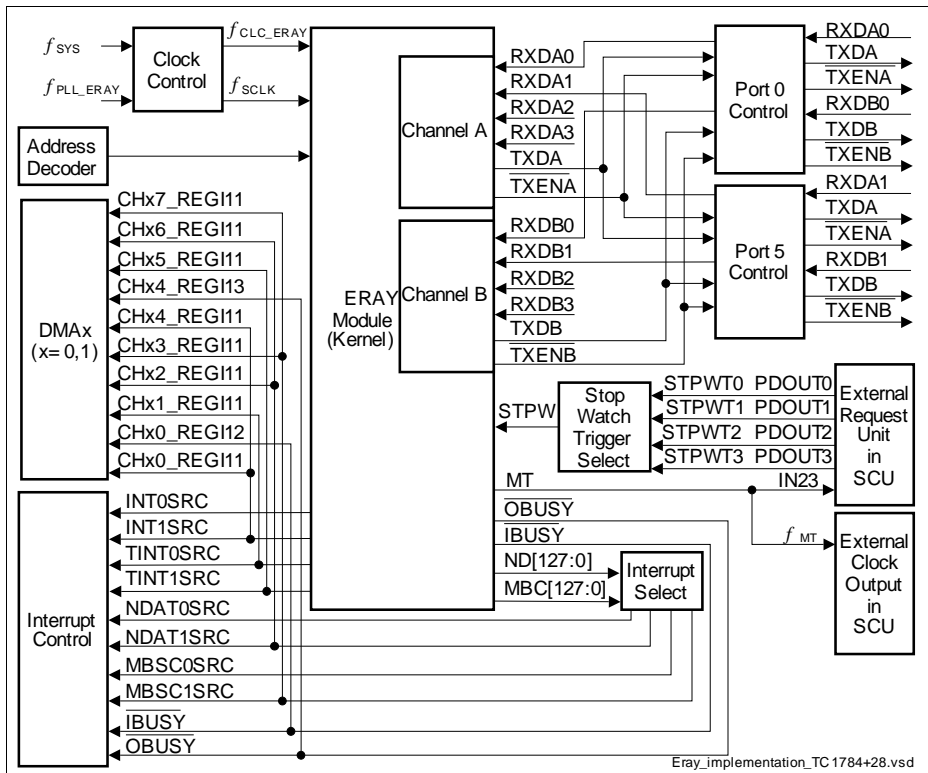 fSYS
fPLL_ERAY
Clock
Control
fCLC_ERAY
fSCLK
Address
Decoder
DMAx
(x= 0,1)
CHx7_REGI11
CHx6_REGI11
CHx5_REGI11
CHx4_REGI13
CHx4_REGI11
CHx3_REGI11
CHx2_REGI11
CHx1_REGI11
CHx0_REGI12
CHx0_REGI11
Interrupt
Control
INT0SRC
INT1SRC
TINT0SRC
TINT1SRC
NDAT0SRC
NDAT1SRC
MBSC0SRC
MBSC1SRC
IBUSY
OBUSY
ERAY
Module
(Kernel)
Channel A
Channel B
RXDA0
RXDA1
RXDA2
RXDA3
TXDA
TXENA
RXDB0
RXDB1
RXDB2
RXDB3
TXDB
TXENB
Port 0
Control
RXDA0
TXDA
TXENA
RXDB0
TXDB
TXENB
Port 5
Control
RXDA1
TXDA
TXENA
RXDB1
TXDB
TXENB
STPW
Stop
Watch
Trigger
Select
STPWT0 PDOUT0
STPWT1 PDOUT1
STPWT2 PDOUT2
STPWT3 PDOUT3
External
Request
Unit
in
SCU
MT
IN23
OBUSY
IBUSY
ND[127:0]
MBC[127:0]
Interrupt
Select
fMT
External
Clock
Output
in
SCU
Eray_implementation_TC1784+28.vsd